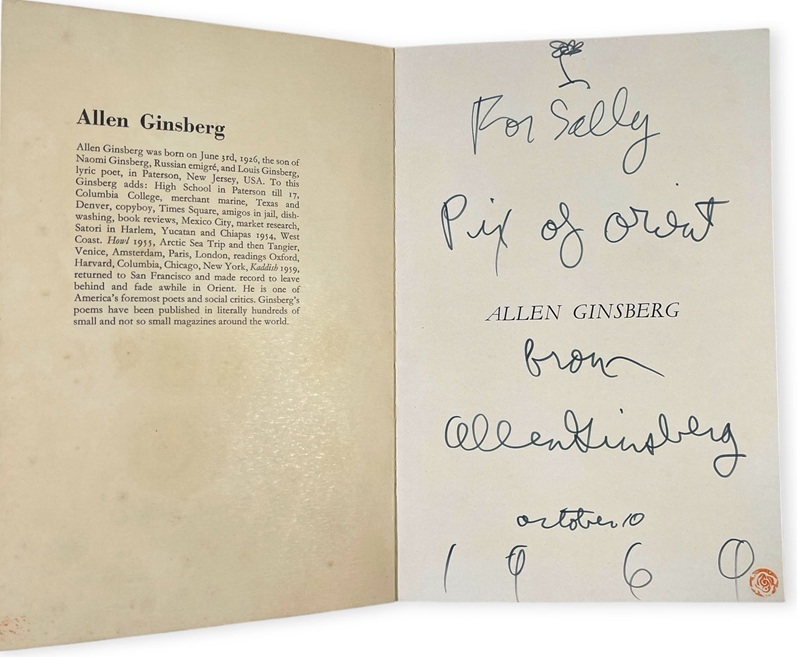 Allen Ginsberg
Allen Ginsberg was born on June 3rd, 1926, the son of
Naomi Ginsberg, Russian emigré, and Louis Ginsberg,
lyric poet, in Paterson, New Jersey, USA. To this
Ginsberg adds: High School in Paterson till 17,
Columbia College, merchant marine, Texas and
Denver, copyboy, Times Square, amigos in jail, dish-
washing, book reviews, Mexico City, market research,
Satori in Harlem, Yucatan and Chiapas 1954, West
Coast. Howl 1955, Arctic Sea Trip and then Tangier,
Venice, Amsterdam, Paris, London, readings Oxford,
Harvard, Columbia, Chicago, New York, Kaddish 1959,
returned to San Francisco and made record to leave
behind and fade awhile in Orient. He is one of
America's foremost poets and social critics. Ginsberg's
poems have been published in literally hundreds of
small and not so small magazines around the world.
For Sally
Pix of orient
ALLEN GINSBERG
from
Allen Ginsberg
october 10
1969